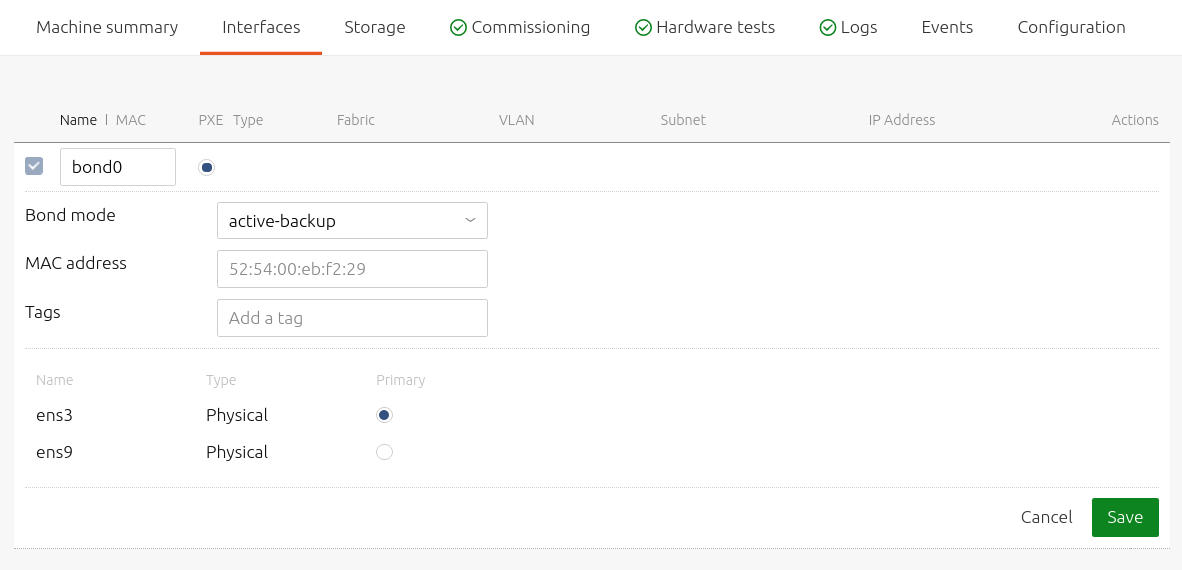 Machine summary Interfaces Storage Commissioning Hardware tests Logs Events Configuration
Name | MAC PXE Type Fabric VLAN Subnet IP Address Actions
bond0
Bond mode active-backup
MAC address 52:54:00:eb:f2:29
Tags Add a tag
Name Type Primary
ens3 Physical
ens9 Physical
Cancel Save